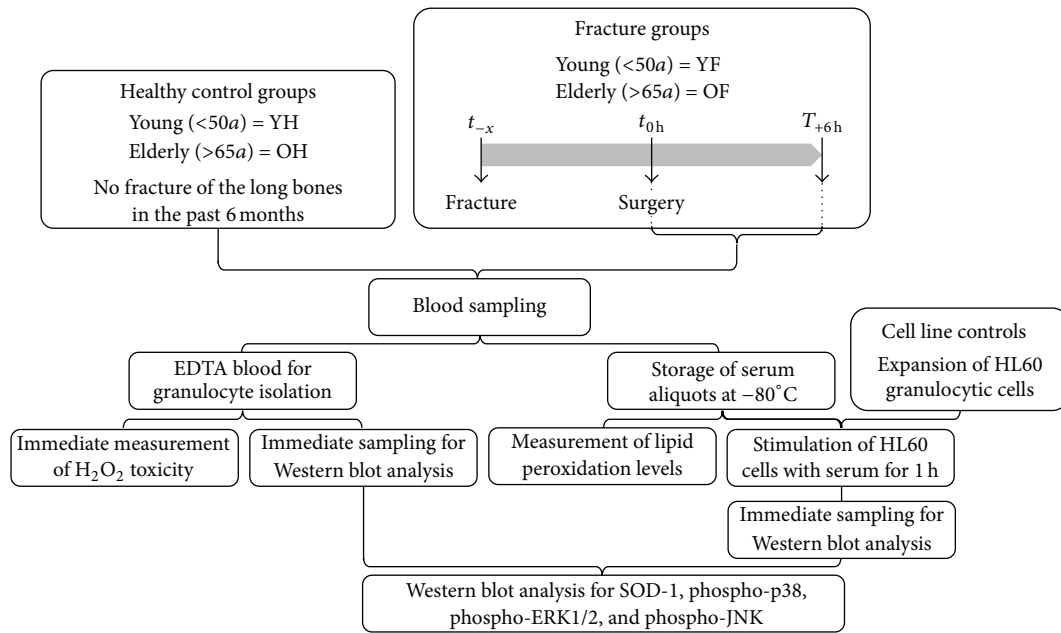 Healthy control groups
Young (<50a) = YH
Elderly (>65a) = OH
No fracture of the long bones
in the past 6 months
Fracture groups
Young (<50a) = YF
Elderly (>65a) = OF
t−x
t0 h
T+6 h
Fracture
Surgery
Blood sampling
EDTA blood for
granulocyte isolation
Storage of serum
aliquots at −80°C
Cell line controls
Expansion of HL60
granulocytic cells
Immediate measurement
of H2O2 toxicity
Immediate sampling for
Western blot analysis
Measurement of lipid
peroxidation levels
Stimulation of HL60
cells with serum for 1 h
Immediate sampling for
Western blot analysis
Western blot analysis for SOD-1, phospho-p38,
phospho-ERK1/2, and phospho-JNK